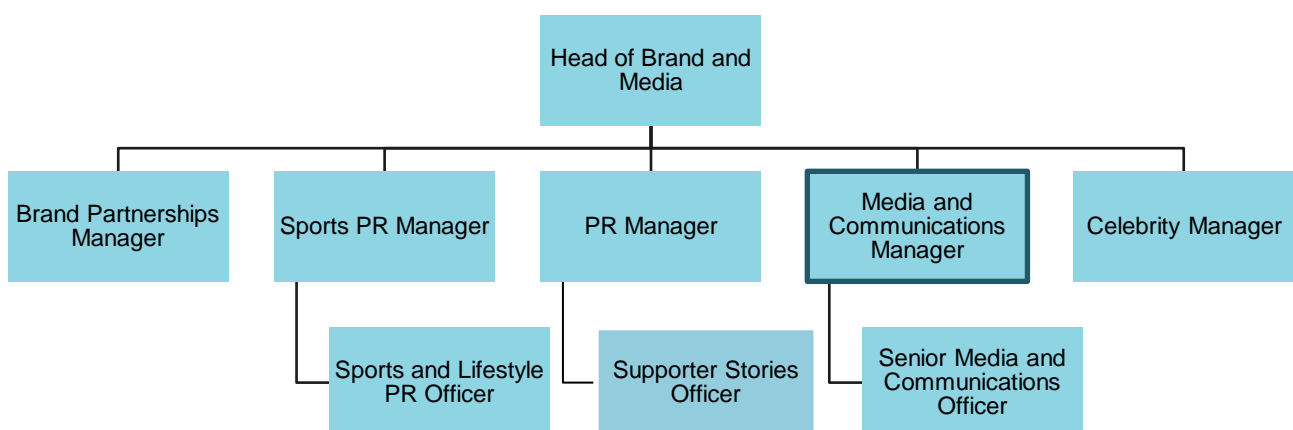 Head of Brand and
Media
Brand Partnerships
Manager
Sports PR Manager
PR Manager
Media and
Communications
Manager
Celebrity Manager
Sports and Lifestyle
PR Officer
Supporter Stories
Officer
Senior Media and
Communications
Officer